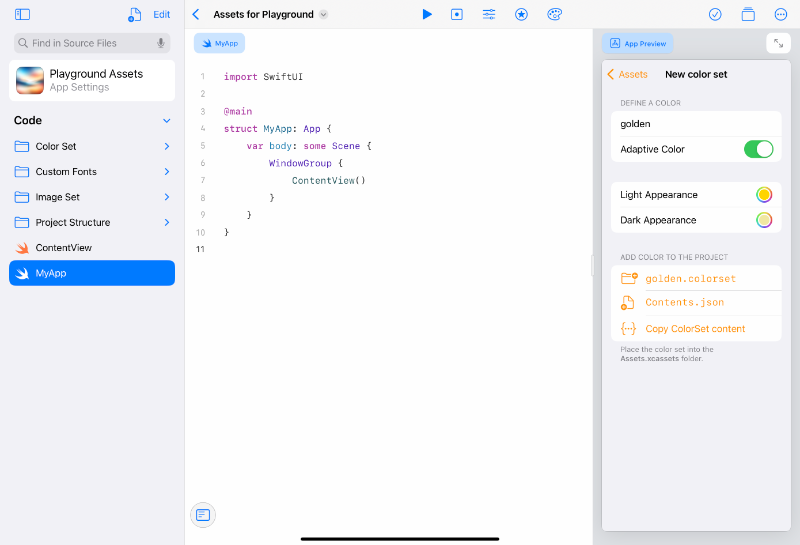 Edit
Assets for Playground
Find in Source Files
Playground Assets
App Settings
Code
Color Set
Custom Fonts
Image Set
Project Structure
ContentView
MyApp
MyApp
1 import SwiftUI
2
3 @main
4 struct MyApp: App {
5 var body: some Scene {
6 WindowGroup {
7 ContentView()
8 }
9 }
10 }
11
App Preview
Assets
New color set
DEFINE A COLOR
golden
Adaptive Color
Light Appearance
Dark Appearance
ADD COLOR TO THE PROJECT
golden.colorset
Contents.json
Copy ColorSet content
Place the color set into the
Assets.xcassets folder.